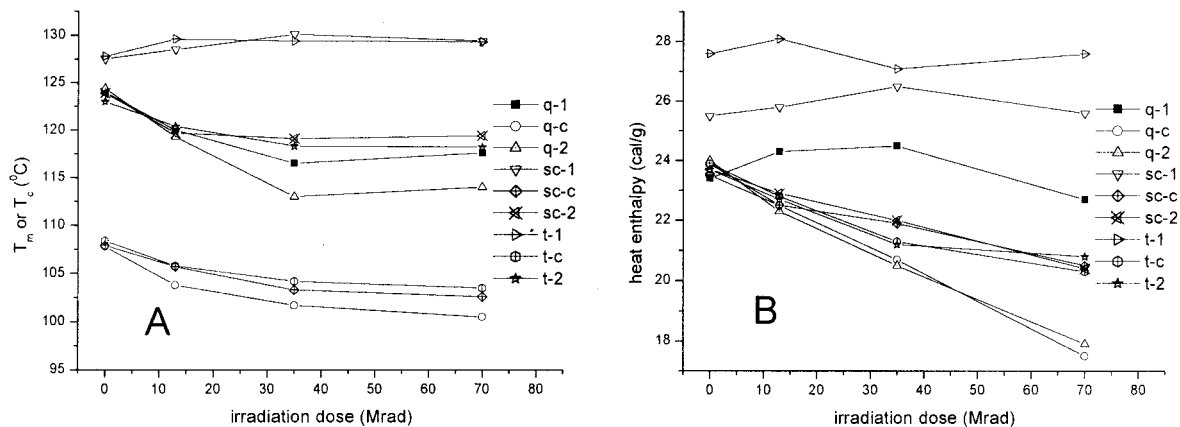 130
125
120
115
110
105
100
95
T_m or T_c (⁰C)
0 10 20 30 40 50 60 70 80
irradiation dose (Mrad)
A
q-1
q-c
q-2
sc-1
sc-c
sc-2
t-1
t-c
t-2
28
26
24
22
20
18
heat enthalpy (cal/g)
0 10 20 30 40 50 60 70 80
irradiation dose (Mrad)
B
q-1
q-c
q-2
sc-1
sc-c
sc-2
t-1
t-c
t-2